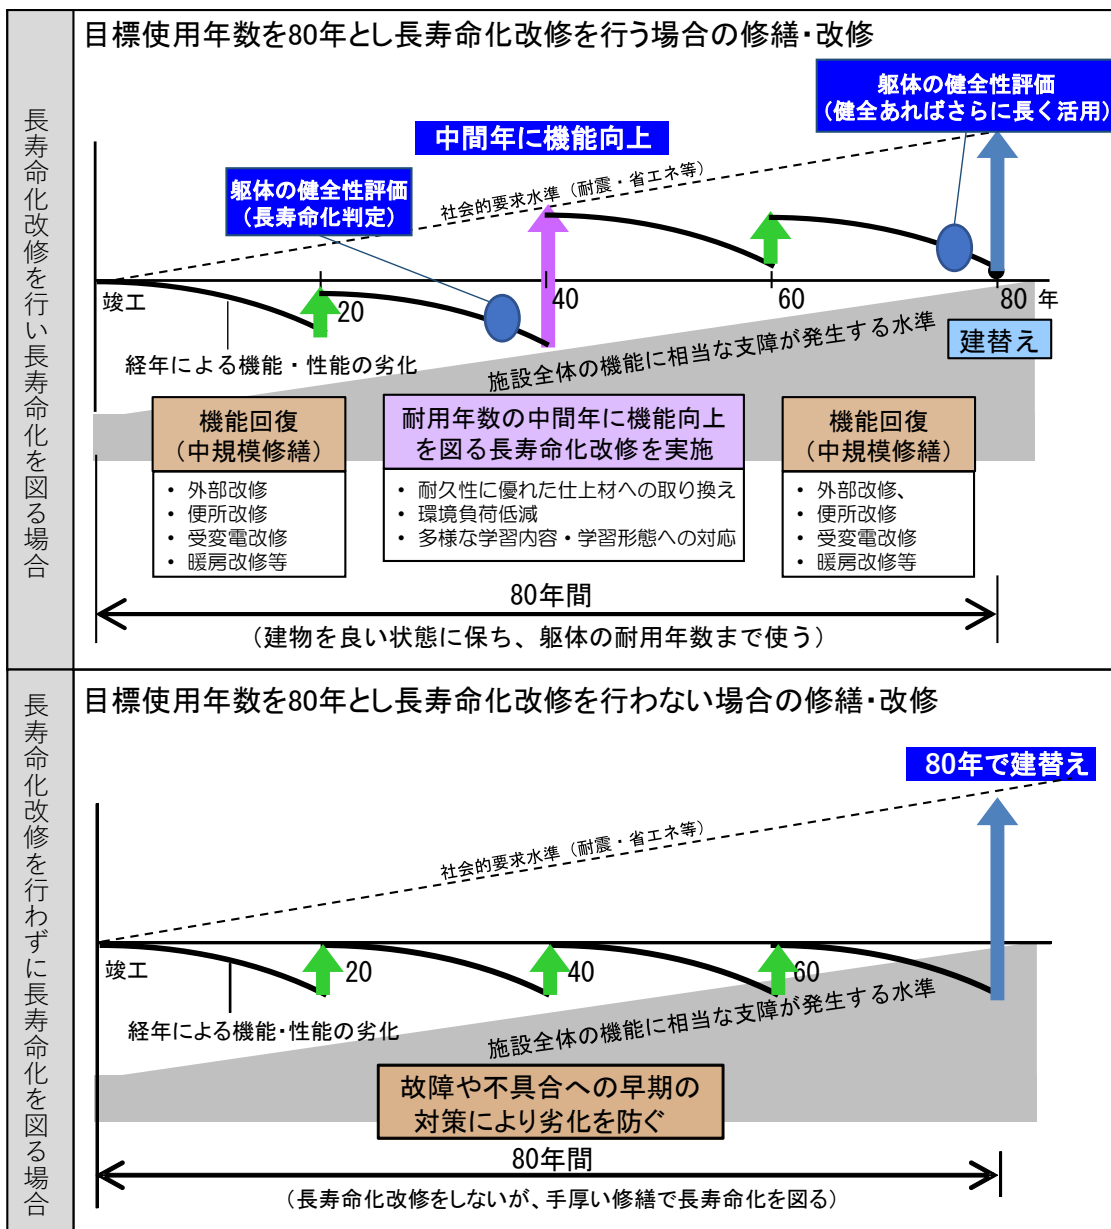 長寿命化改修を行い長寿命化を図る場合
目標使用年数を80年とし長寿命化改修を行う場合の修繕・改修
躯体の健全性評価
（健全あればさらに長く活用）
中間年に機能向上
躯体の健全性評価
（長寿命化判定）
社会的要求水準（耐震・省エネ等）
竣工
20
40
60
80 年
経年による機能・性能の劣化
施設全体の機能に相当な支障が発生する水準
建替え
機能回復
（中規模修繕）
・ 外部改修
・ 便所改修
・ 受変電改修
・ 暖房改修等
耐用年数の中間年に機能向上
を図る長寿命化改修を実施
・ 耐久性に優れた仕上材への取り換え
・ 環境負荷低減
・ 多様な学習内容・学習形態への対応
機能回復
（中規模修繕）
・ 外部改修、
・ 便所改修
・ 受変電改修
・ 暖房改修等
80年間
（建物を良い状態に保ち、躯体の耐用年数まで使う）
長寿命化改修を行わずに長寿命化を図る場合
目標使用年数を80年とし長寿命化改修を行わない場合の修繕・改修
80年で建替え
社会的要求水準（耐震・省エネ等）
竣工
20
40
60
経年による機能・性能の劣化
施設全体の機能に相当な支障が発生する水準
故障や不具合への早期の
対策により劣化を防ぐ
80年間
（長寿命化改修をしないが、手厚い修繕で長寿命化を図る）